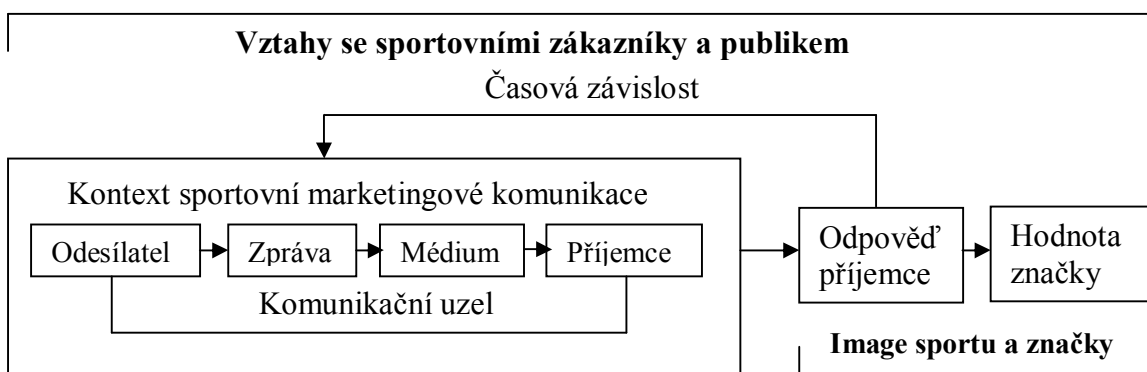 Vztahy se sportovními zákazníky a publikem
Časová závislost
Kontext sportovní marketingové komunikace
Odesílatel
Zpráva
Médium
Příjemce
Komunikační uzel
Odpověď
příjemce
Hodnota
značky
Image sportu a značky